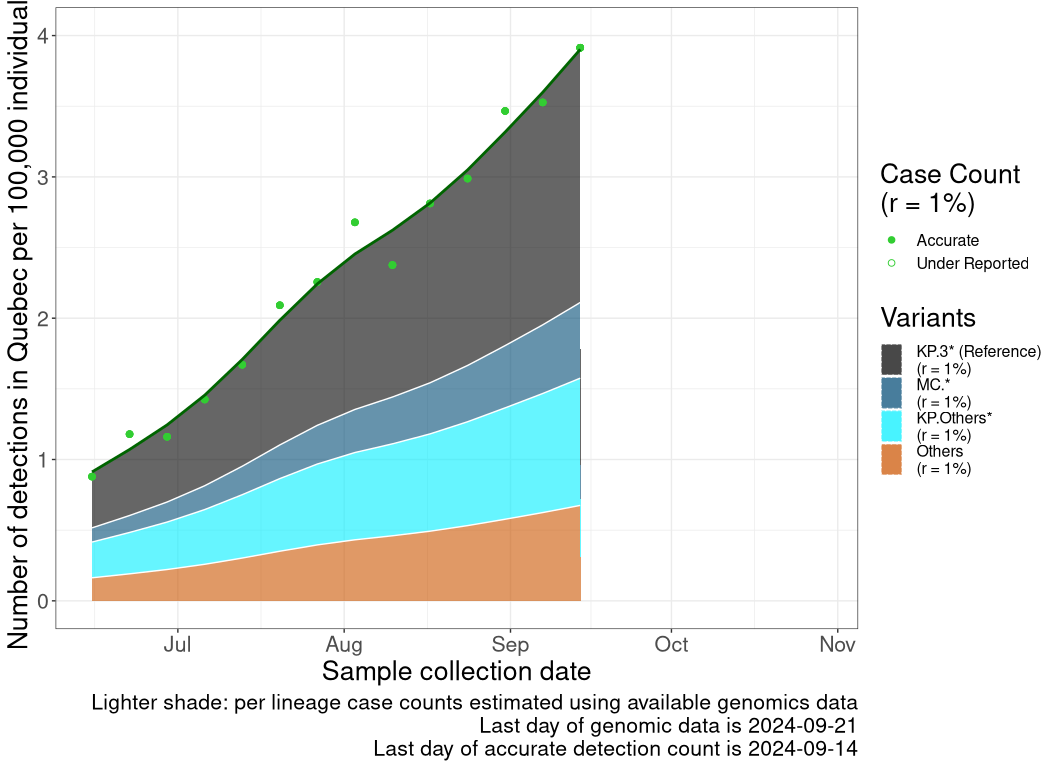 Number of detections in Quebec per 100,000 individual
4
3
2
1
0
Jul
Aug
Sep
Oct
Nov
Sample collection date
Lighter shade: per lineage case counts estimated using available genomics data
Last day of genomic data is 2024-09-21
Last day of accurate detection count is 2024-09-14
Case Count
(r = 1%)
Accurate
Under Reported
Variants
KP.3* (Reference)
(r = 1%)
MC.*
(r = 1%)
KP.Others*
(r = 1%)
Others
(r = 1%)